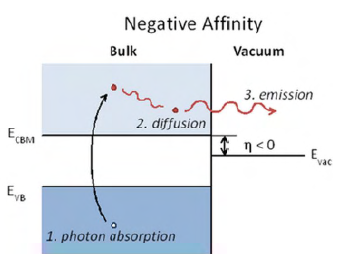 Negative Affinity
Bulk
Vacuum
3. emission
2. diffusion
E_CBM
η < 0
E_vac
E_VB
1. photon absorption